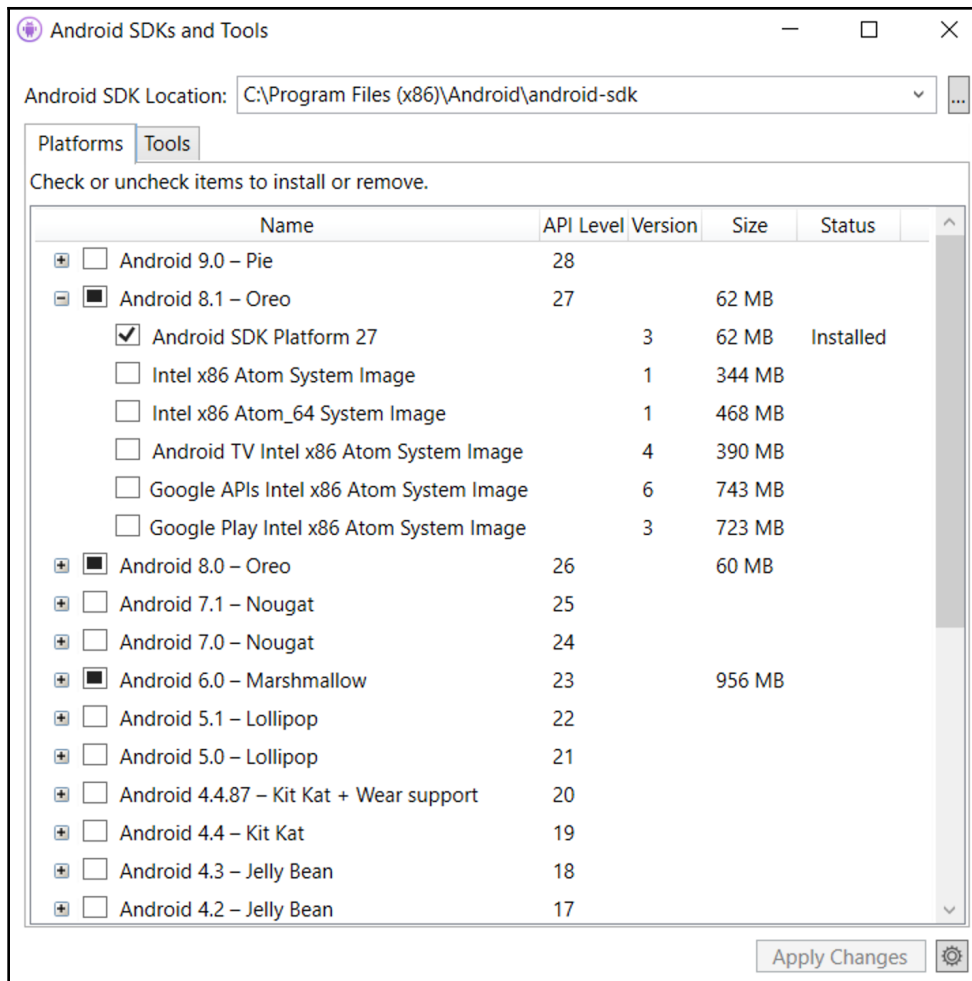 Android SDKs and Tools
Android SDK Location: C:\Program Files (x86)\Android\android-sdk ...
Platforms Tools
Check or uncheck items to install or remove.
Name API Level Version Size Status
Android 9.0 – Pie 28
Android 8.1 – Oreo 27 62 MB
Android SDK Platform 27 3 62 MB Installed
Intel x86 Atom System Image 1 344 MB
Intel x86 Atom_64 System Image 1 468 MB
Android TV Intel x86 Atom System Image 4 390 MB
Google APIs Intel x86 Atom System Image 6 743 MB
Google Play Intel x86 Atom System Image 3 723 MB
Android 8.0 – Oreo 26 60 MB
Android 7.1 – Nougat 25
Android 7.0 – Nougat 24
Android 6.0 – Marshmallow 23 956 MB
Android 5.1 – Lollipop 22
Android 5.0 – Lollipop 21
Android 4.4.87 – Kit Kat + Wear support 20
Android 4.4 – Kit Kat 19
Android 4.3 – Jelly Bean 18
Android 4.2 – Jelly Bean 17
Apply Changes